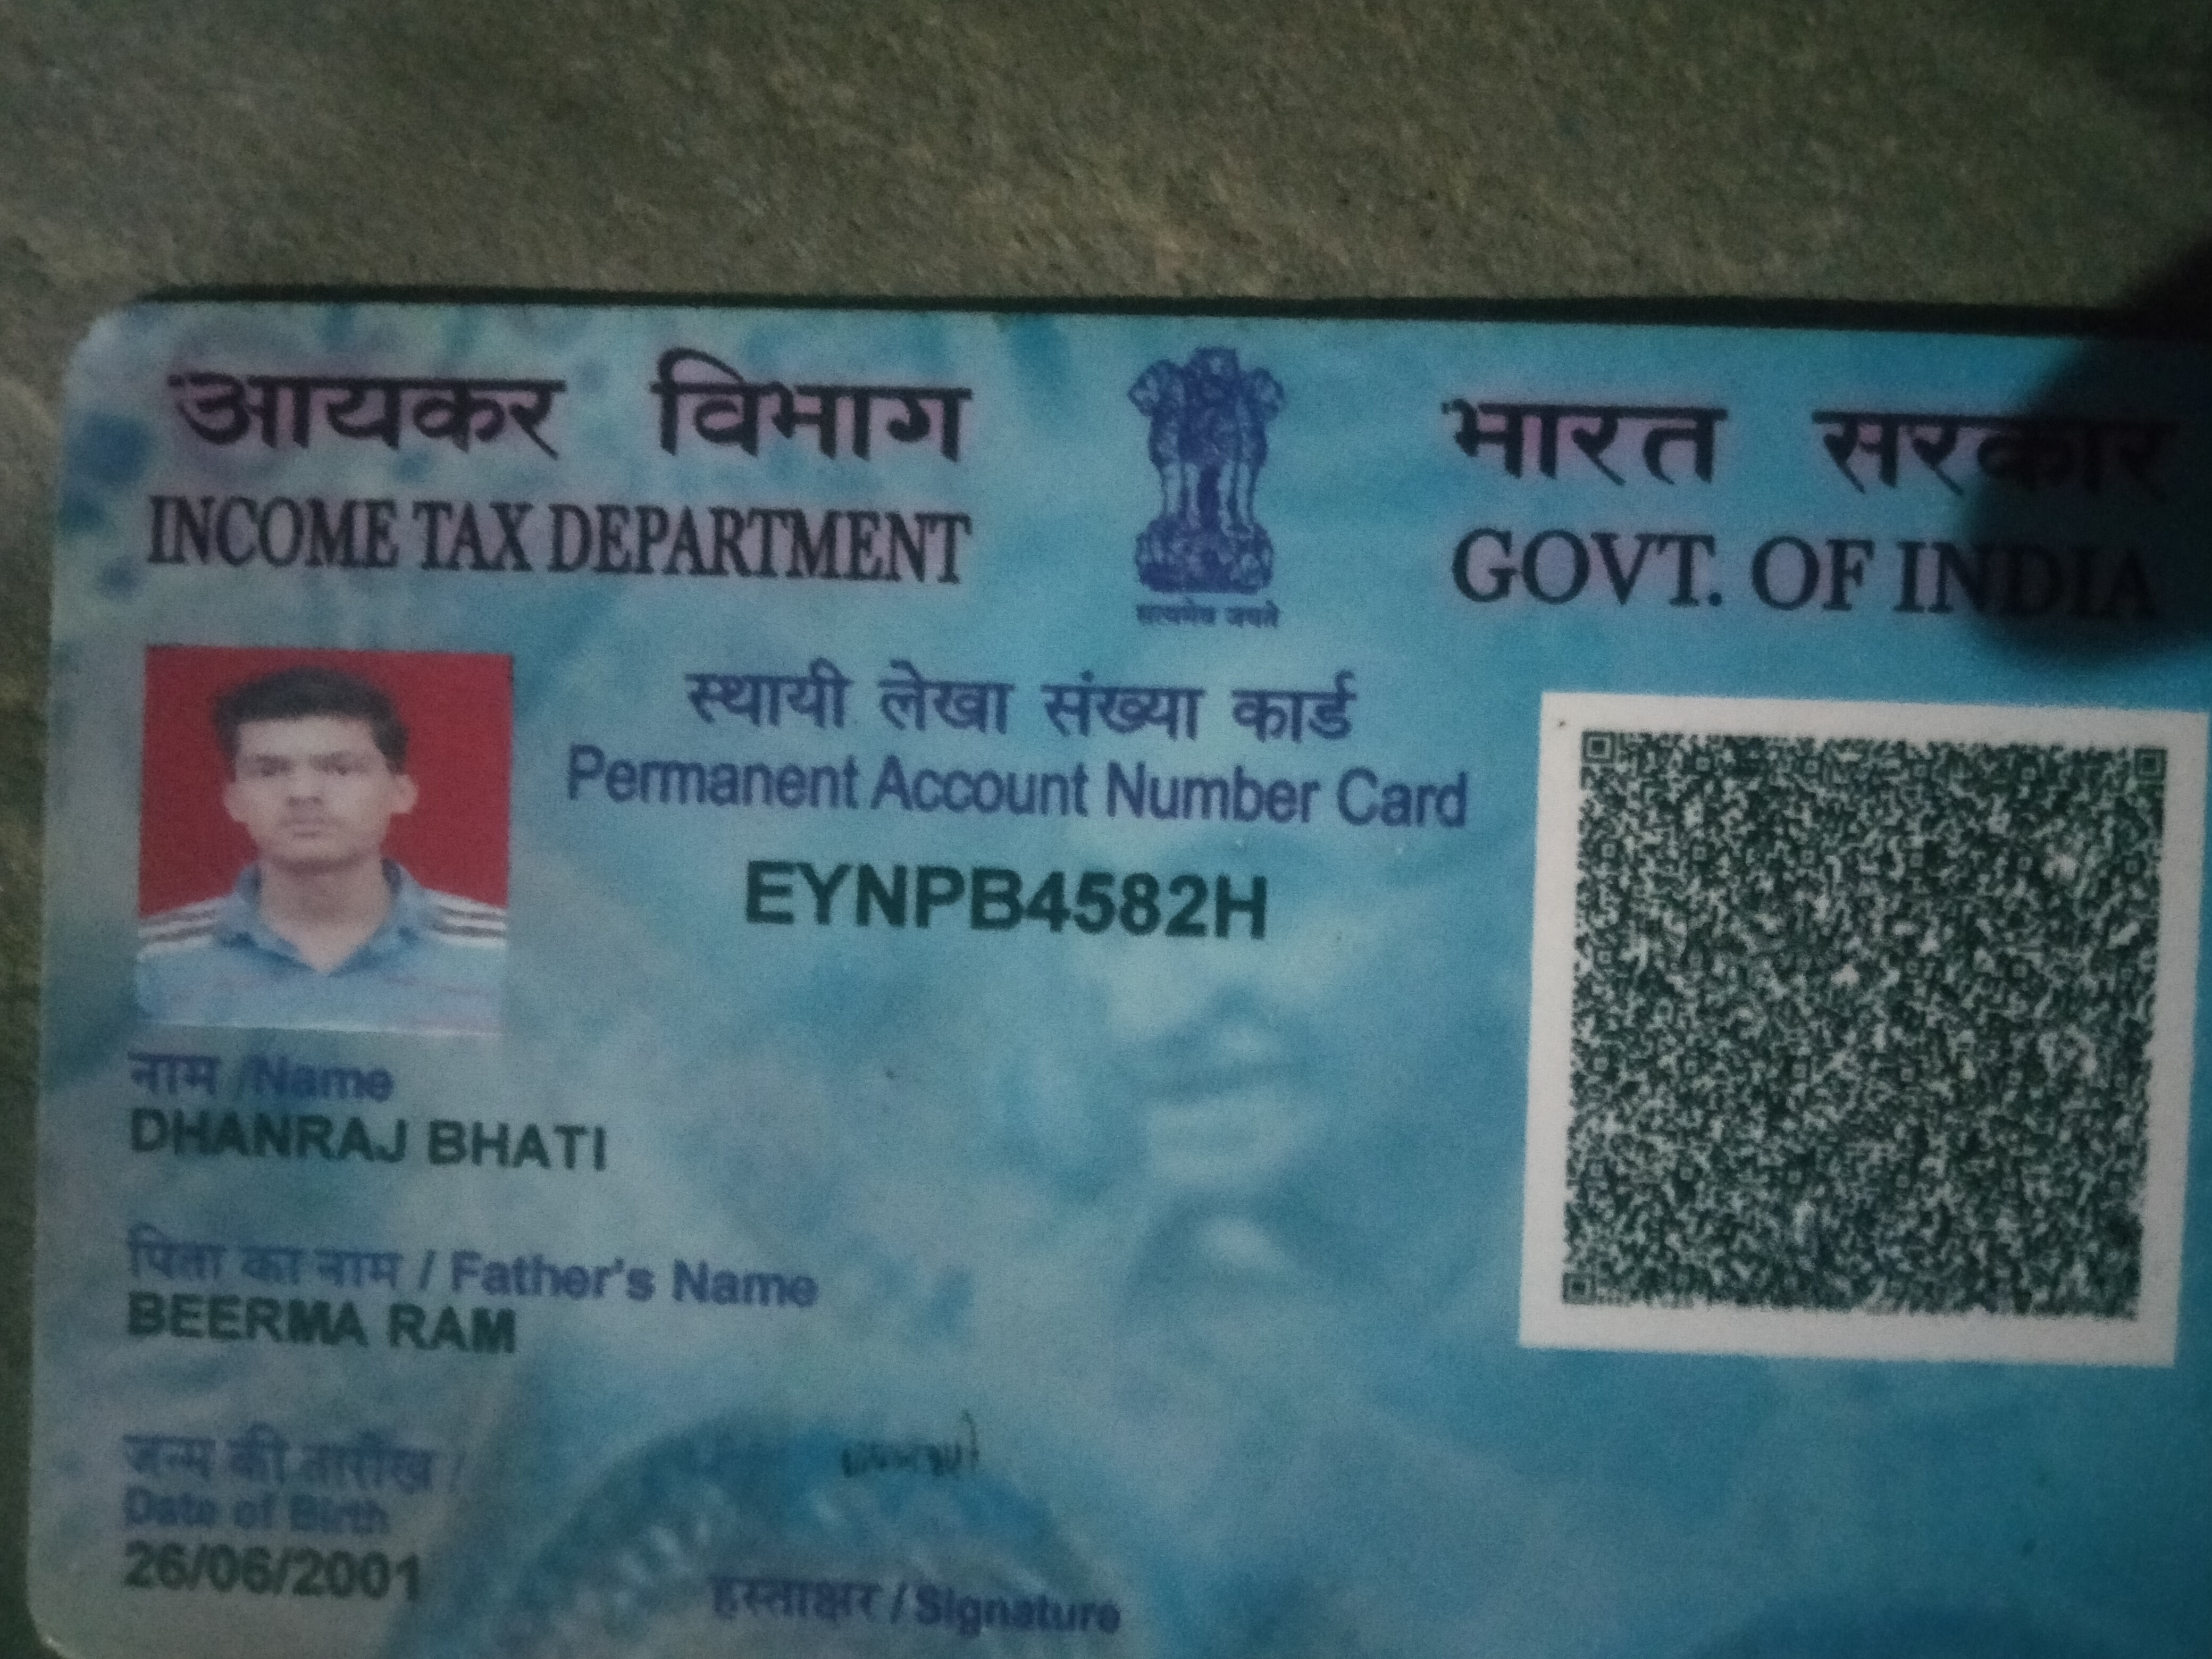 आयकर विभाग
INCOME TAX DEPARTMENT
सत्यमेव जयते
भारत सरकार
GOVT. OF INDIA
स्थायी लेखा संख्या कार्ड
Permanent Account Number Card
EYNPB4582H
नाम /Name
DHANRAJ BHATI
पिता का नाम / Father's Name
BEERMA RAM
जन्म की तारीख /
Date of Birth
26/06/2001
हस्ताक्षर / Signature